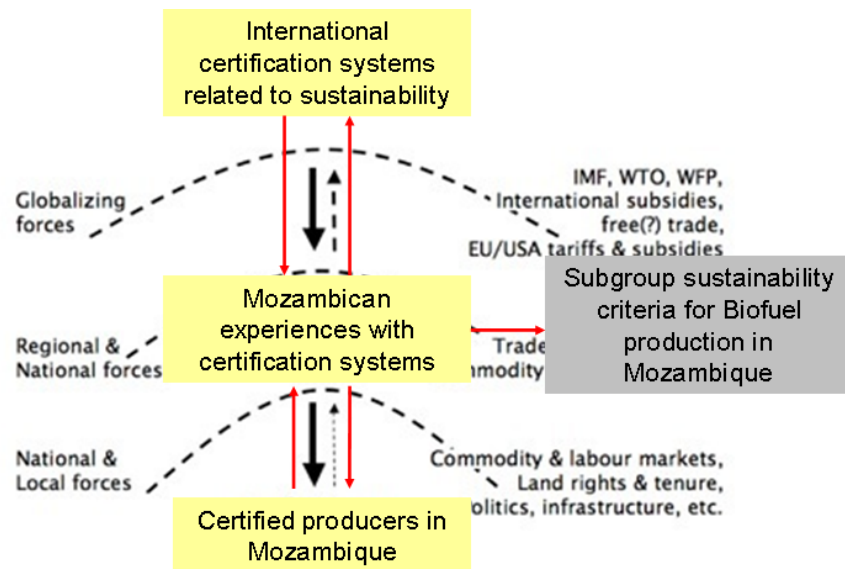 International
certification systems
related to sustainability
Globalizing
forces
IMF, WTO, WFP,
International subsidies,
free(?) trade,
EU/USA tariffs & subsidies
Mozambican
experiences with
certification systems
Subgroup sustainability
criteria for Biofuel
production in
Mozambique
Regional &
National forces
Trade
National &
Local forces
Commodity & labour markets,
Land rights & tenure,
olitics, infrastructure, etc.
Certified producers in
Mozambique